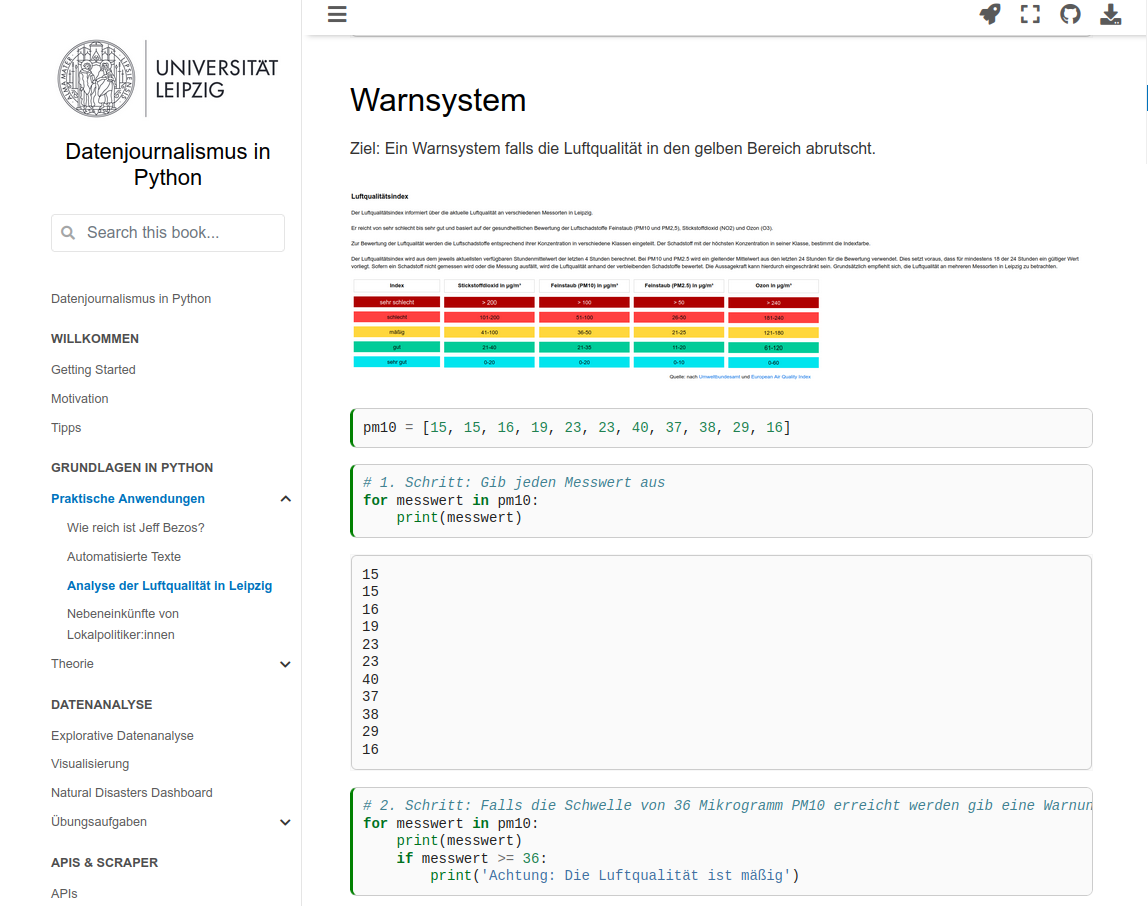 UNIVERSITÄT
LEIPZIG
Datenjournalismus in
Python
Search this book...
Datenjournalismus in Python
WILLKOMMEN
Getting Started
Motivation
Tipps
GRUNDLAGEN IN PYTHON
Praktische Anwendungen
Wie reich ist Jeff Bezos?
Automatisierte Texte
Analyse der Luftqualität in Leipzig
Nebeneinkünfte von
Lokalpolitiker:innen
Theorie
DATENANALYSE
Explorative Datenanalyse
Visualisierung
Natural Disasters Dashboard
Übungsaufgaben
APIS & SCRAPER
APIs
Warnsystem
Ziel: Ein Warnsystem falls die Luftqualität in den gelben Bereich abrutscht.
Luftqualitätsindex
Der Luftqualitätsindex informiert über die aktuelle Luftqualität an verschiedenen Messorten in Leipzig.
Er reicht von sehr schlecht bis sehr gut und basiert auf der gesundheitlichen Bewertung der Luftschadstoffe Feinstaub (PM10 und PM2,5), Stickstoffdioxid (NO2) und Ozon (O3).
Zur Bewertung der Luftqualität werden die Luftschadstoffe entsprechend ihrer Konzentration in verschiedene Klassen eingeteilt. Der Schadstoff mit der höchsten Konzentration in seiner Klasse, bestimmt die Indexfarbe.
Der Luftqualitätsindex wird aus dem jeweils aktuellsten verfügbaren Stundenmittelwert der letzten 4 Stunden berechnet. Bei PM10 und PM2.5 wird ein gleitender Mittelwert aus den letzten 24 Stunden für die Bewertung verwendet. Dies setzt voraus, dass für mindestens 18 der 24 Stunden ein gültiger Wert
vorliegt. Sofern ein Schadstoff nicht gemessen wird oder die Messung ausfällt, wird die Luftqualität anhand der verbleibenden Schadstoffe bewertet. Die Aussagekraft kann hierdurch eingeschränkt sein. Grundsätzlich empfiehlt sich, die Luftqualität an mehreren Messorten in Leipzig zu betrachten.
Index Stickstoffdioxid in µg/m³ Feinstaub (PM10) in µg/m³ Feinstaub (PM2.5) in µg/m³ Ozon in µg/m³
sehr schlecht > 200 > 100 > 50 > 240
schlecht 101-200 51-100 26-50 181-240
mäßig 41-100 36-50 21-25 121-180
gut 21-40 21-35 11-20 61-120
sehr gut 0-20 0-20 0-10 0-60
Quelle: nach Umweltbundesamt und European Air Quality Index
pm10 = [15, 15, 16, 19, 23, 23, 40, 37, 38, 29, 16]
# 1. Schritt: Gib jeden Messwert aus
for messwert in pm10:
    print(messwert)
15
15
16
19
23
23
40
37
38
29
16
# 2. Schritt: Falls die Schwelle von 36 Mikrogramm PM10 erreicht werden gib eine Warnun
for messwert in pm10:
    print(messwert)
    if messwert >= 36:
        print('Achtung: Die Luftqualität ist mäßig')